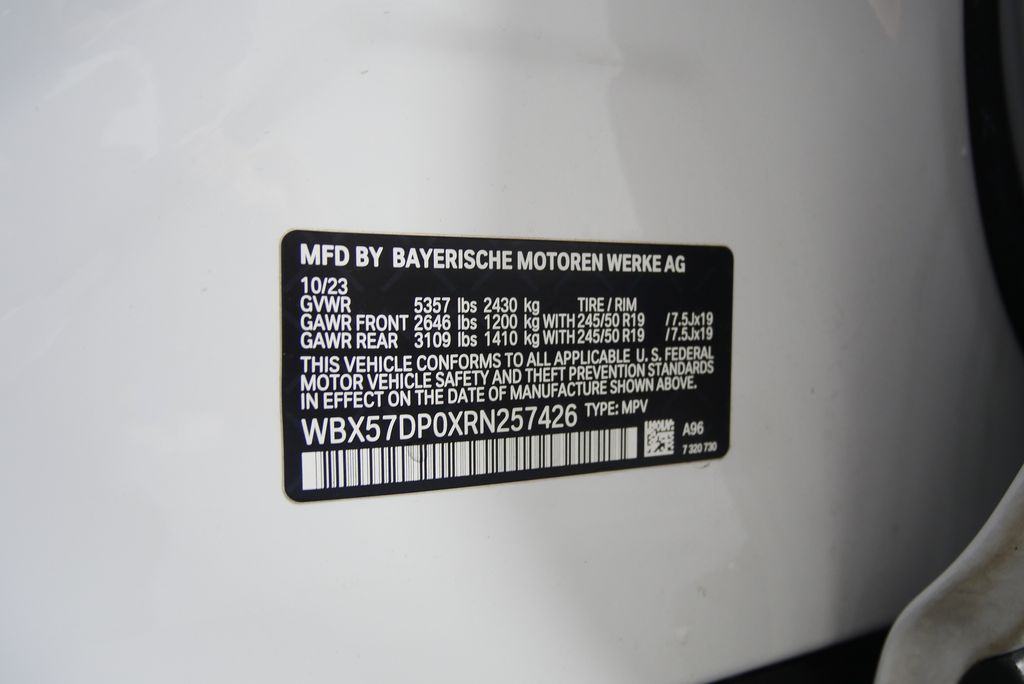 MFD BY BAYERISCHE MOTOREN WERKE AG
10/23
GVWR 5357 lbs 2430 kg TIRE / RIM
GAWR FRONT 2646 lbs 1200 kg WITH 245/50 R19 /7.5Jx19
GAWR REAR 3109 lbs 1410 kg WITH 245/50 R19 /7.5Jx19
THIS VEHICLE CONFORMS TO ALL APPLICABLE U.S. FEDERAL
MOTOR VEHICLE SAFETY AND THEFT PREVENTION STANDARDS
IN EFFECT ON THE DATE OF MANUFACTURE SHOWN ABOVE.
WBX57DP0XRN257426 TYPE: MPV
A96
7 320 730